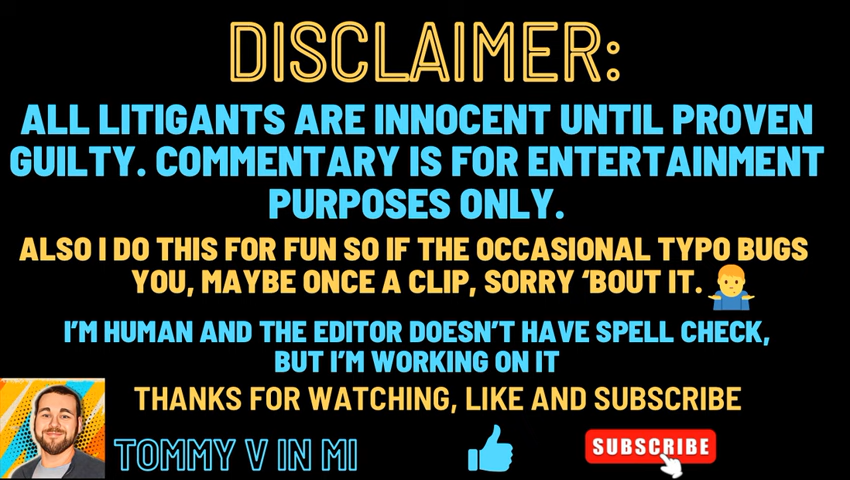 DISCLAIMER:
ALL LITIGANTS ARE INNOCENT UNTIL PROVEN
GUILTY. COMMENTARY IS FOR ENTERTAINMENT
PURPOSES ONLY.
ALSO I DO THIS FOR FUN SO IF THE OCCASIONAL TYPO BUGS
YOU, MAYBE ONCE A CLIP, SORRY ‘BOUT IT.
I’M HUMAN AND THE EDITOR DOESN’T HAVE SPELL CHECK,
BUT I’M WORKING ON IT
THANKS FOR WATCHING, LIKE AND SUBSCRIBE
TOMMY V IN MI
SUBSCRIBE